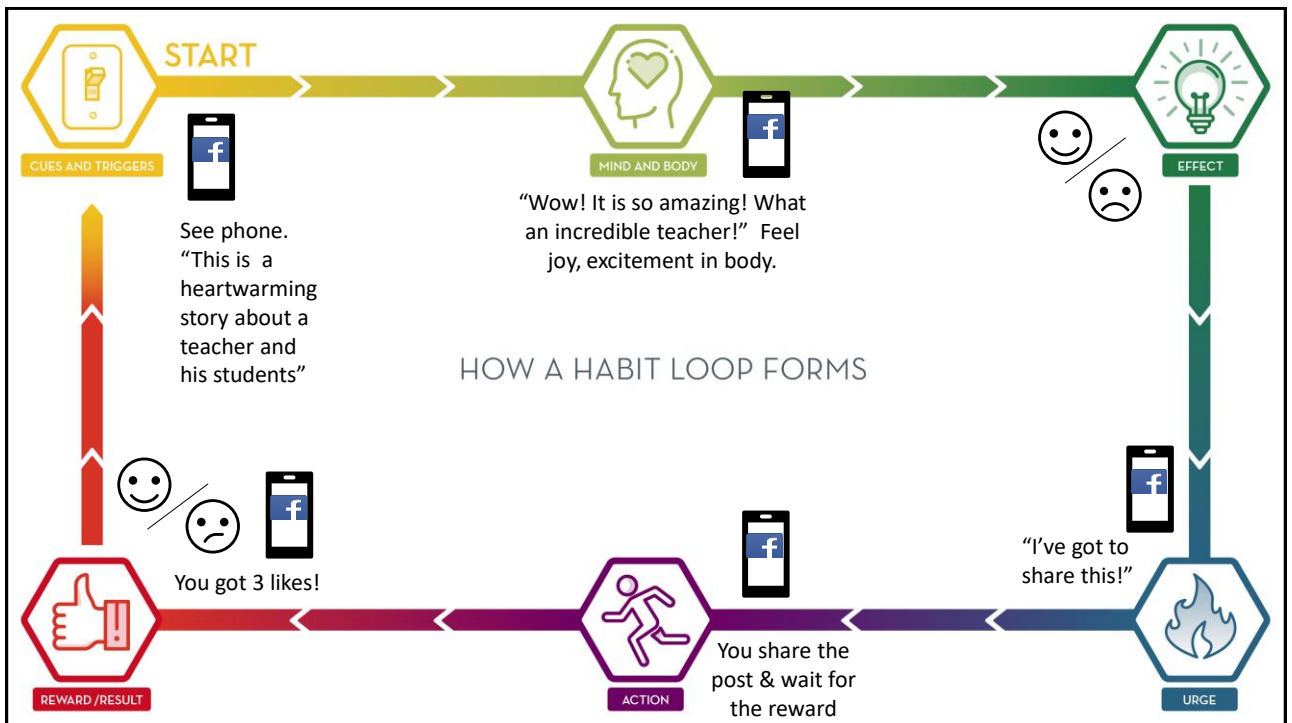 START
CUES AND TRIGGERS
f
See phone.
“This is a
heartwarming
story about a
teacher and
his students”
MIND AND BODY
f
“Wow! It is so amazing! What
an incredible teacher!” Feel
joy, excitement in body.
EFFECT
HOW A HABIT LOOP FORMS
f
“I’ve got to
share this!”
URGE
f
You share the
post & wait for
the reward
ACTION
f
You got 3 likes!
REWARD/RESULT